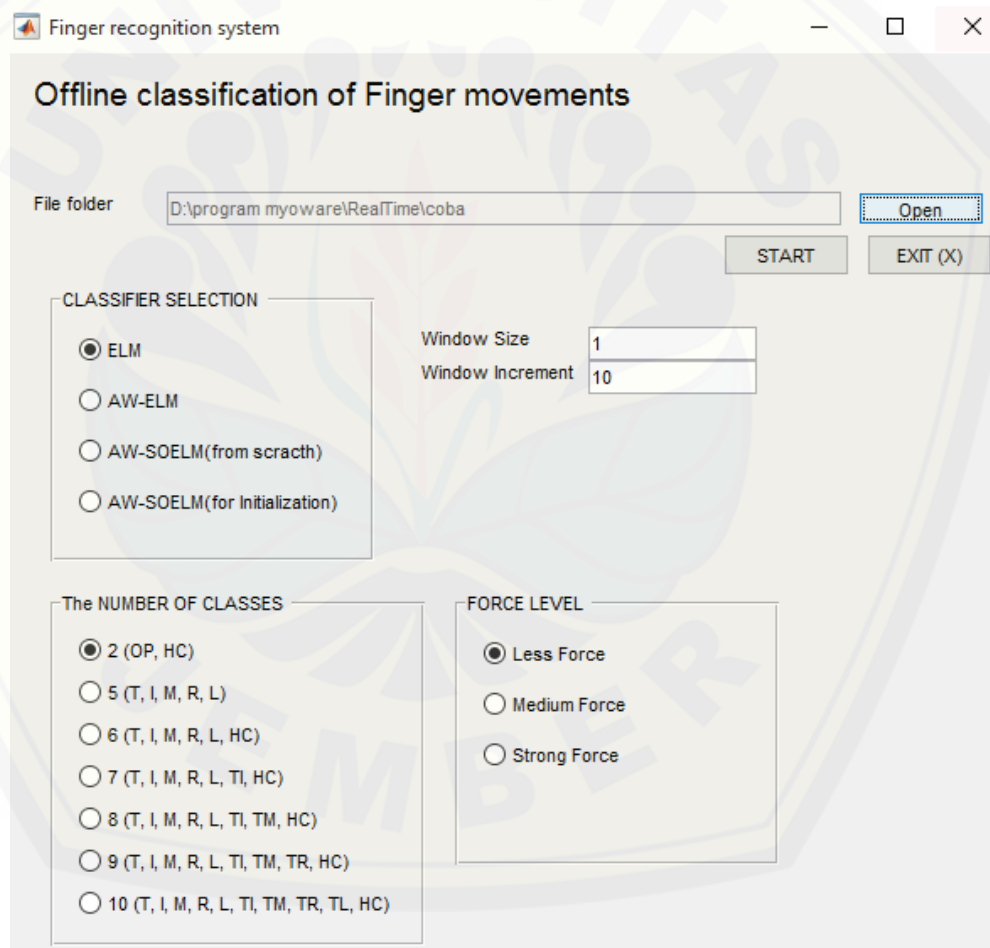 Finger recognition system
Offline classification of Finger movements
File folder
D:\program myoware\RealTime\coba
Open
START
EXIT (X)
CLASSIFIER SELECTION
ELM
AW-ELM
AW-SOELM(from scracth)
AW-SOELM(for Initialization)
Window Size
1
Window Increment
10
The NUMBER OF CLASSES
2 (OP, HC)
5 (T, I, M, R, L)
6 (T, I, M, R, L, HC)
7 (T, I, M, R, L, TI, HC)
8 (T, I, M, R, L, TI, TM, HC)
9 (T, I, M, R, L, TI, TM, TR, HC)
10 (T, I, M, R, L, TI, TM, TR, TL, HC)
FORCE LEVEL
Less Force
Medium Force
Strong Force
UNIVERSITAS
JEMBER